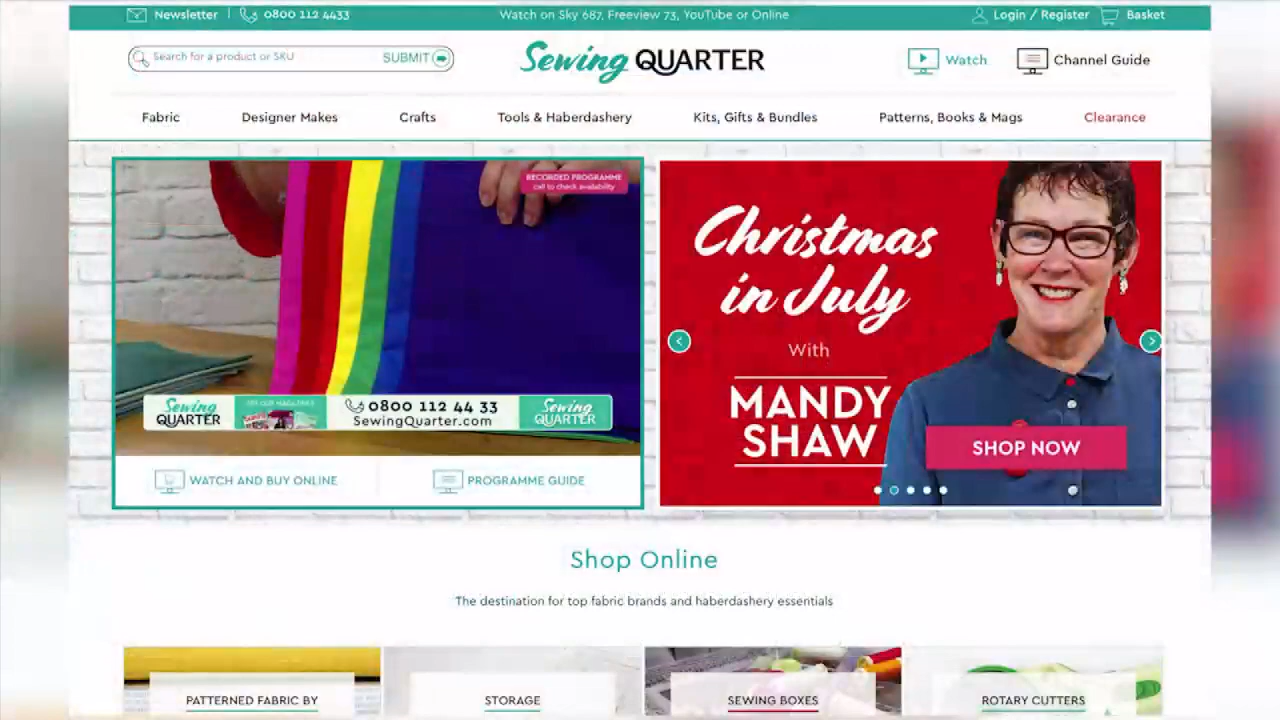 Newsletter
0800 112 4433
Watch on Sky 687, Freeview 73, YouTube or Online
Login / Register
Basket
Search for a product or SKU
SUBMIT
Sewing QUARTER
Watch
Channel Guide
Fabric
Designer Makes
Crafts
Tools & Haberdashery
Kits, Gifts & Bundles
Patterns, Books & Mags
Clearance
RECORDED PROGRAMME
call to check availability
Sewing
QUARTER
0800 112 44 33
SewingQuarter.com
Sewing
QUARTER
WATCH AND BUY ONLINE
PROGRAMME GUIDE
Christmas
in July
With
MANDY
SHAW
SHOP NOW
Shop Online
The destination for top fabric brands and haberdashery essentials
PATTERNED FABRIC BY
STORAGE
SEWING BOXES
ROTARY CUTTERS